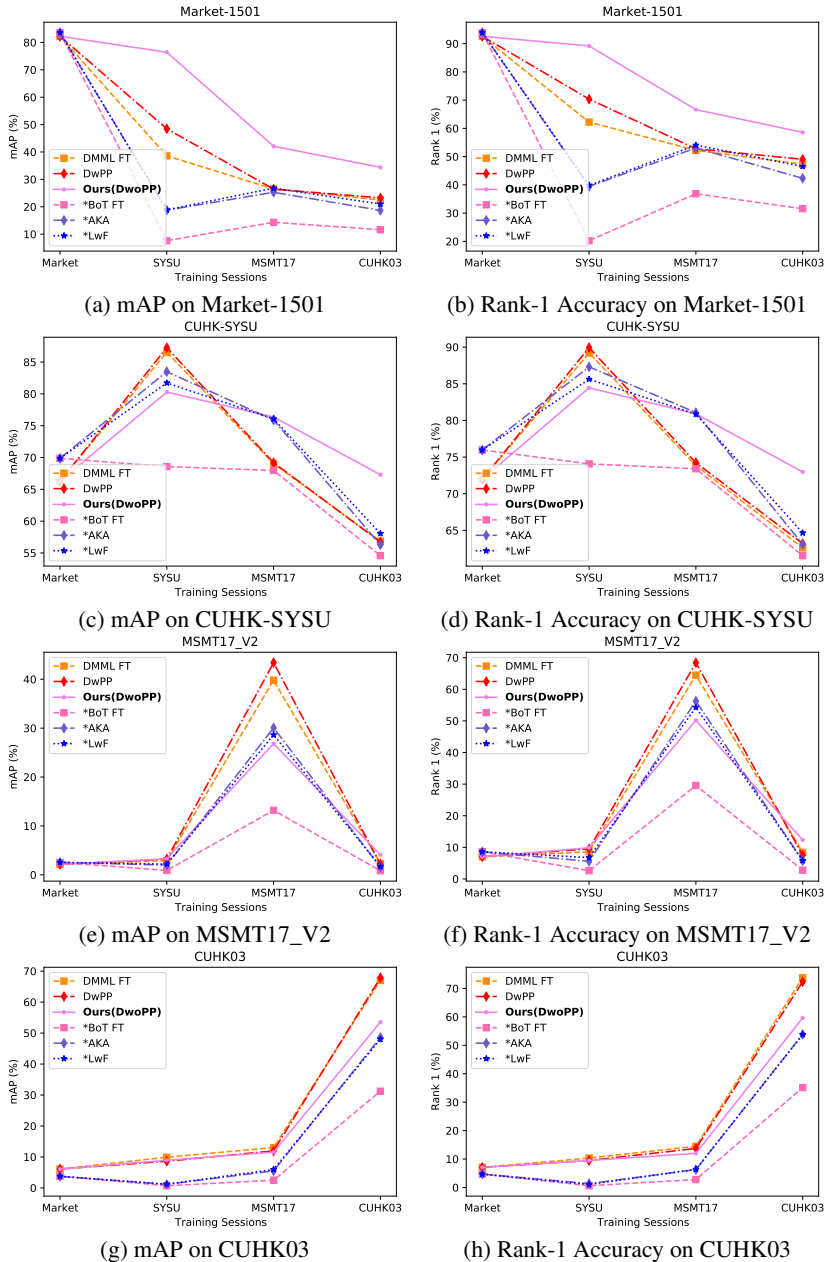 Market-1501
mAP (%)
80
70
60
50
40
30
20
10
DMML FT
DwPP
Ours(DwoPP)
*BoT FT
*AKA
*LwF
Market SYSU MSMT17 CUHK03
Training Sessions
(a) mAP on Market-1501
Market-1501
Rank 1 (%)
90
80
70
60
50
40
30
20
DMML FT
DwPP
Ours(DwoPP)
*BoT FT
*AKA
*LwF
Market SYSU MSMT17 CUHK03
Training Sessions
(b) Rank-1 Accuracy on Market-1501
CUHK-SYSU
mAP (%)
85
80
75
70
65
60
55
DMML FT
DwPP
Ours(DwoPP)
*BoT FT
*AKA
*LwF
Market SYSU MSMT17 CUHK03
Training Sessions
(c) mAP on CUHK-SYSU
CUHK-SYSU
Rank 1 (%)
90
85
80
75
70
65
DMML FT
DwPP
Ours(DwoPP)
*BoT FT
*AKA
*LwF
Market SYSU MSMT17 CUHK03
Training Sessions
(d) Rank-1 Accuracy on CUHK-SYSU
MSMT17_V2
mAP (%)
40
30
20
10
0
DMML FT
DwPP
Ours(DwoPP)
*BoT FT
*AKA
*LwF
Market SYSU MSMT17 CUHK03
Training Sessions
(e) mAP on MSMT17_V2
MSMT17_V2
Rank 1 (%)
70
60
50
40
30
20
10
0
DMML FT
DwPP
Ours(DwoPP)
*BoT FT
*AKA
*LwF
Market SYSU MSMT17 CUHK03
Training Sessions
(f) Rank-1 Accuracy on MSMT17_V2
CUHK03
mAP (%)
70
60
50
40
30
20
10
0
DMML FT
DwPP
Ours(DwoPP)
*BoT FT
*AKA
*LwF
Market SYSU MSMT17 CUHK03
Training Sessions
(g) mAP on CUHK03
CUHK03
Rank 1 (%)
70
60
50
40
30
20
10
0
DMML FT
DwPP
Ours(DwoPP)
*BoT FT
*AKA
*LwF
Market SYSU MSMT17 CUHK03
Training Sessions
(h) Rank-1 Accuracy on CUHK03